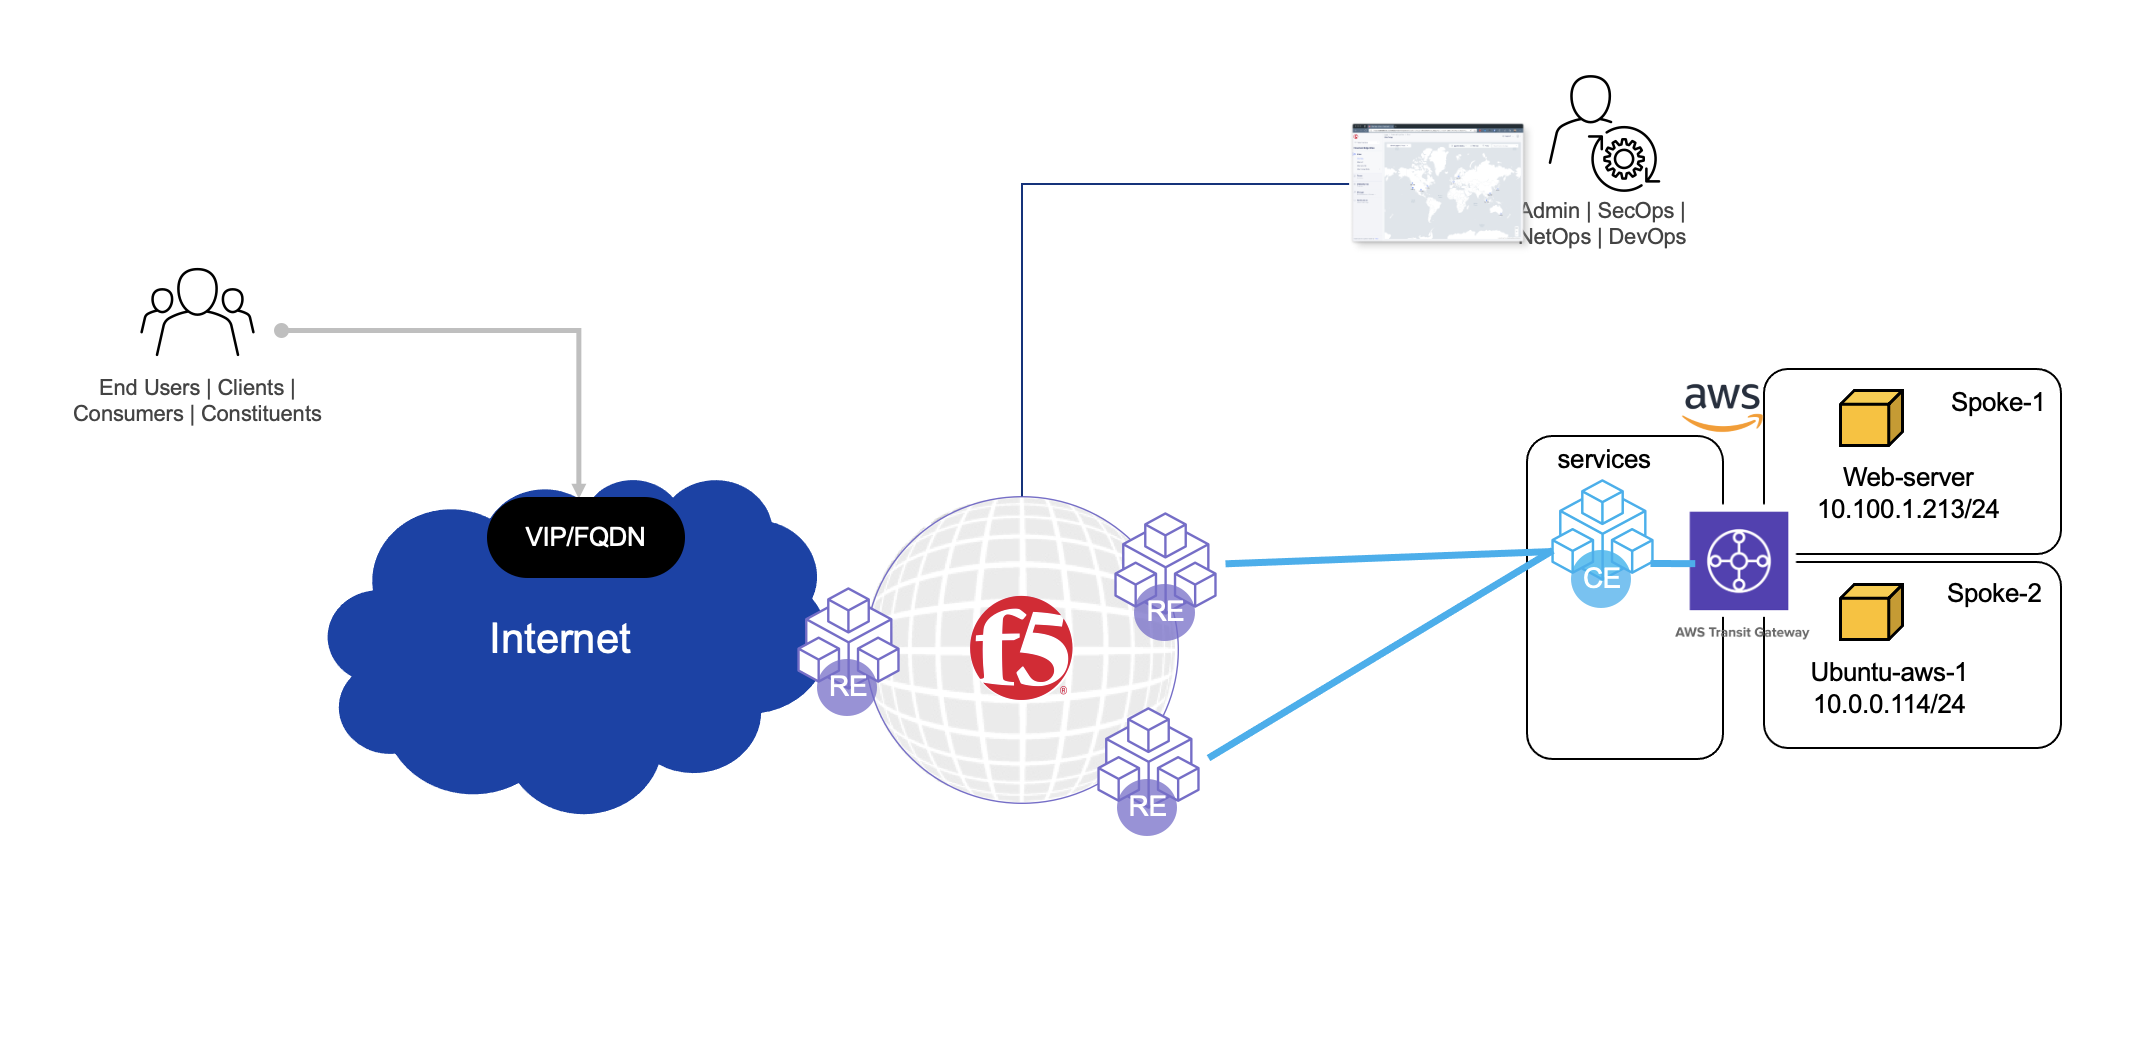 Admin | SecOps |
NetOps | DevOps
End Users | Clients |
Consumers | Constituents
VIP/FQDN
Internet
RE
f5
®
RE
RE
aws
services
CE
AWS Transit Gateway
Spoke-1
Web-server
10.100.1.213/24
Spoke-2
Ubuntu-aws-1
10.0.0.114/24